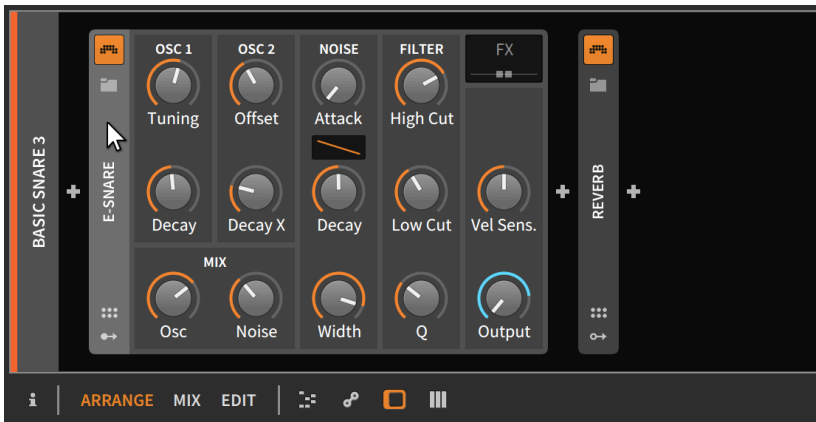 BASIC SNARE 3
E-SNARE
OSC 1
OSC 2
NOISE
FILTER
FX
Tuning
Offset
Attack
High Cut
Decay
Decay X
Decay
Low Cut
Vel Sens.
MIX
Osc
Noise
Width
Q
Output
REVERB
i
ARRANGE MIX EDIT